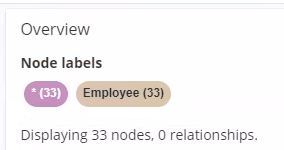 Overview
Node labels
* (33) Employee (33)
Displaying 33 nodes, 0 relationships.